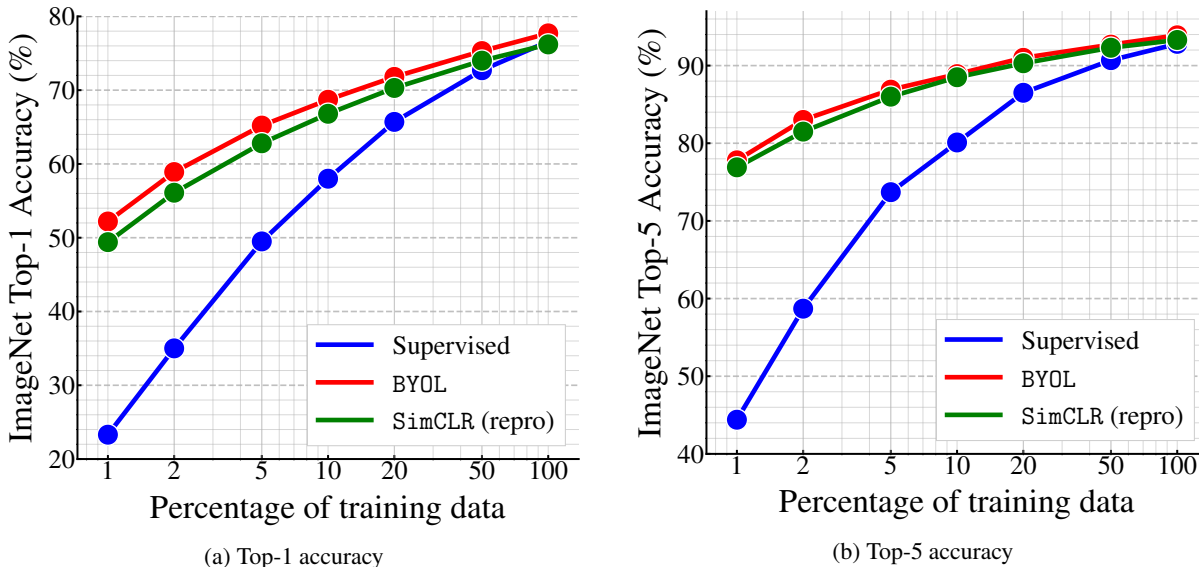 ImageNet Top-1 Accuracy (%)
80
70
60
50
40
30
20
1 2 5 10 20 50 100
Supervised
BYOL
SimCLR (repro)
Percentage of training data
(a) Top-1 accuracy
ImageNet Top-5 Accuracy (%)
90
80
70
60
50
40
1 2 5 10 20 50 100
Supervised
BYOL
SimCLR (repro)
Percentage of training data
(b) Top-5 accuracy